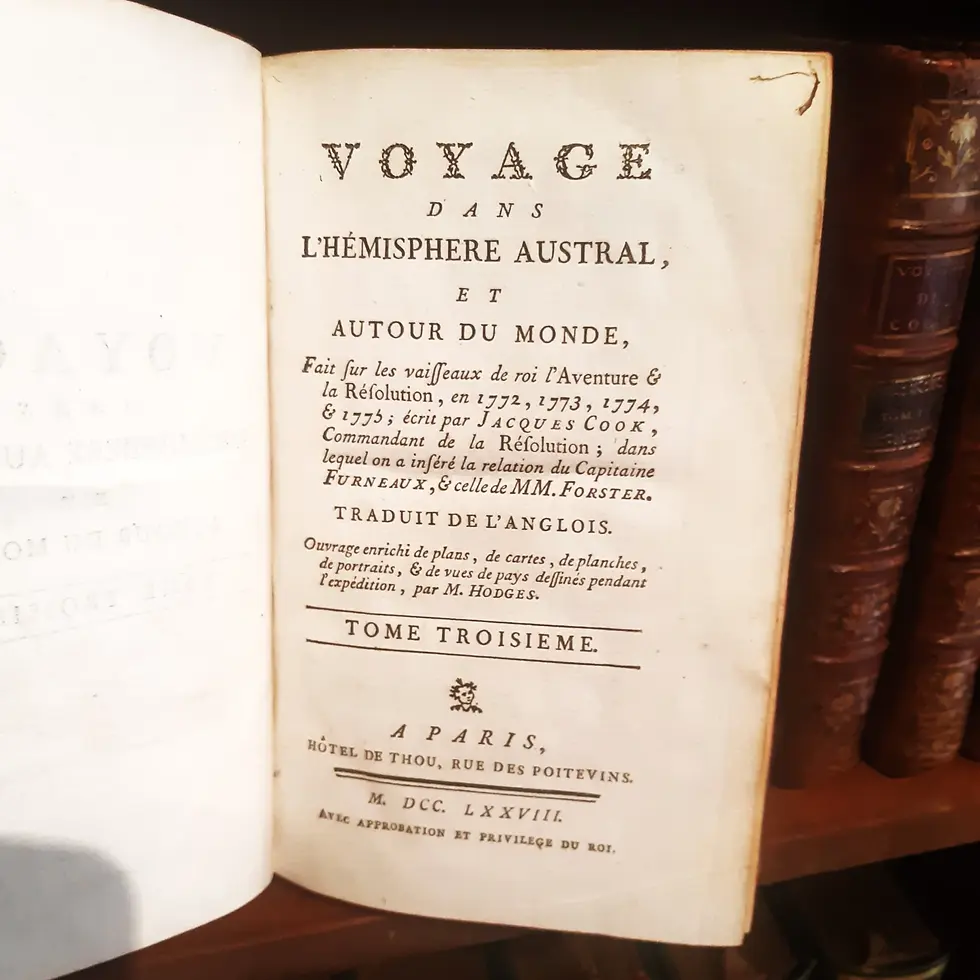 VOYAGE
DANS
L'HÉMISPHERE AUSTRAL,
ET
AUTOUR DU MONDE,
Fait ſur les vaiſſeaux de roi l'Aventure &
la Réſolution, en 1772, 1773, 1774,
& 1775; écrit par JACQUES COOK,
Commandant de la Réſolution; dans
lequel on a inſéré la relation du Capitaine
FURNEAUX, & celle de MM. FORSTER.
TRADUIT DE L'ANGLOIS.
Ouvrage enrichi de plans, de cartes, de planches,
de portraits, & de vues de pays deſſinés pendant
l'expédition, par M. HODGES.
TOME TROISIEME.
A PARIS,
HÔTEL DE THOU, RUE DES POITEVINS.
M. DCC. LXXVIII.
AVEC APPROBATION ET PRIVILEGE DU ROI.
VOYAG
DE
COOK
TOME